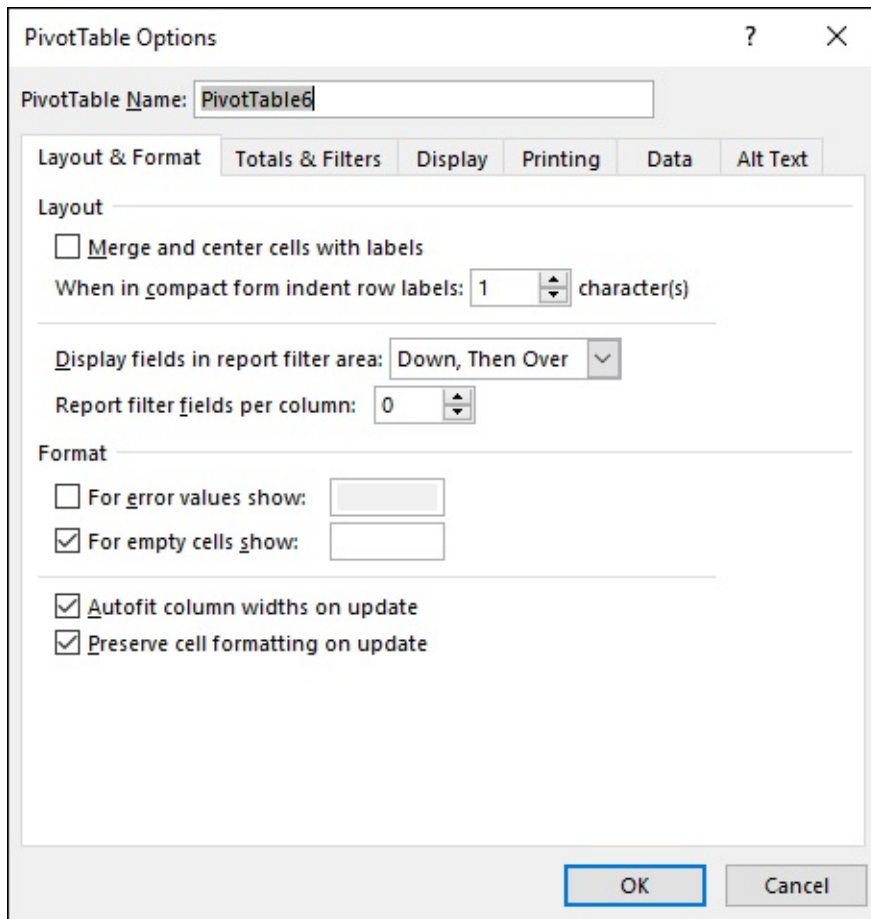 PivotTable Options ?
PivotTable Name: PivotTable6
Layout & Format Totals & Filters Display Printing Data Alt Text
Layout
Merge and center cells with labels
When in compact form indent row labels: 1 character(s)
Display fields in report filter area: Down, Then Over
Report filter fields per column: 0
Format
For error values show:
For empty cells show:
Autofit column widths on update
Preserve cell formatting on update
OK Cancel